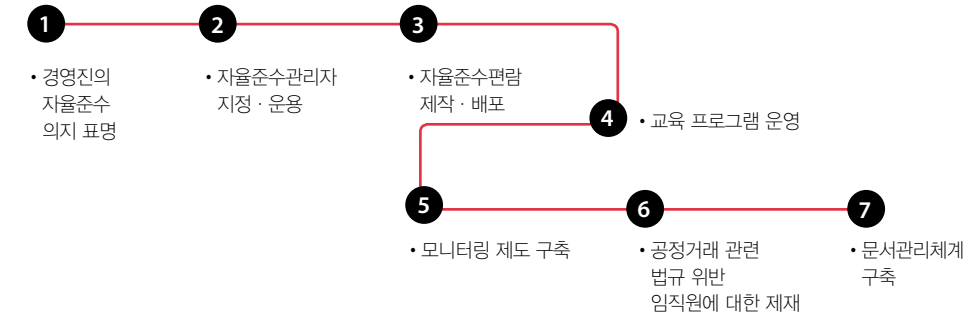 1
• 경영진의
자율준수
의지 표명
2
• 자율준수관리자
지정 · 운용
3
• 자율준수편람
제작 · 배포
4
• 교육 프로그램 운영
5
• 모니터링 제도 구축
6
• 공정거래 관련
법규 위반
임직원에 대한 제재
7
• 문서관리체계
구축